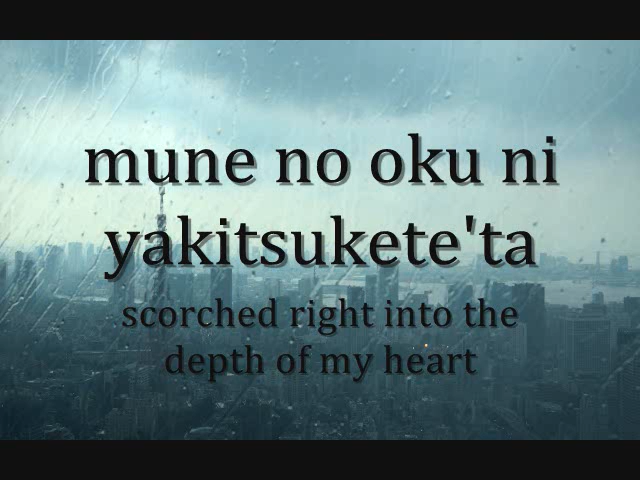 mune no oku ni
yakitsukete'ta
scorched right into the
depth of my heart